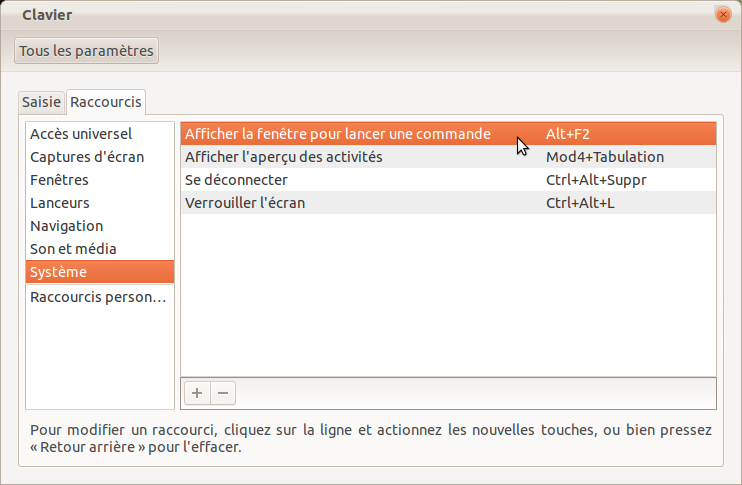 Clavier
Tous les paramètres
Saisie Raccourcis
Accès universel
Captures d'écran
Fenêtres
Lanceurs
Navigation
Son et média
Système
Raccourcis person…
Afficher la fenêtre pour lancer une commande Alt+F2
Afficher l'aperçu des activités Mod4+Tabulation
Se déconnecter Ctrl+Alt+Suppr
Verrouiller l'écran Ctrl+Alt+L
Pour modifier un raccourci, cliquez sur la ligne et actionnez les nouvelles touches, ou bien pressez
« Retour arrière » pour l'effacer.